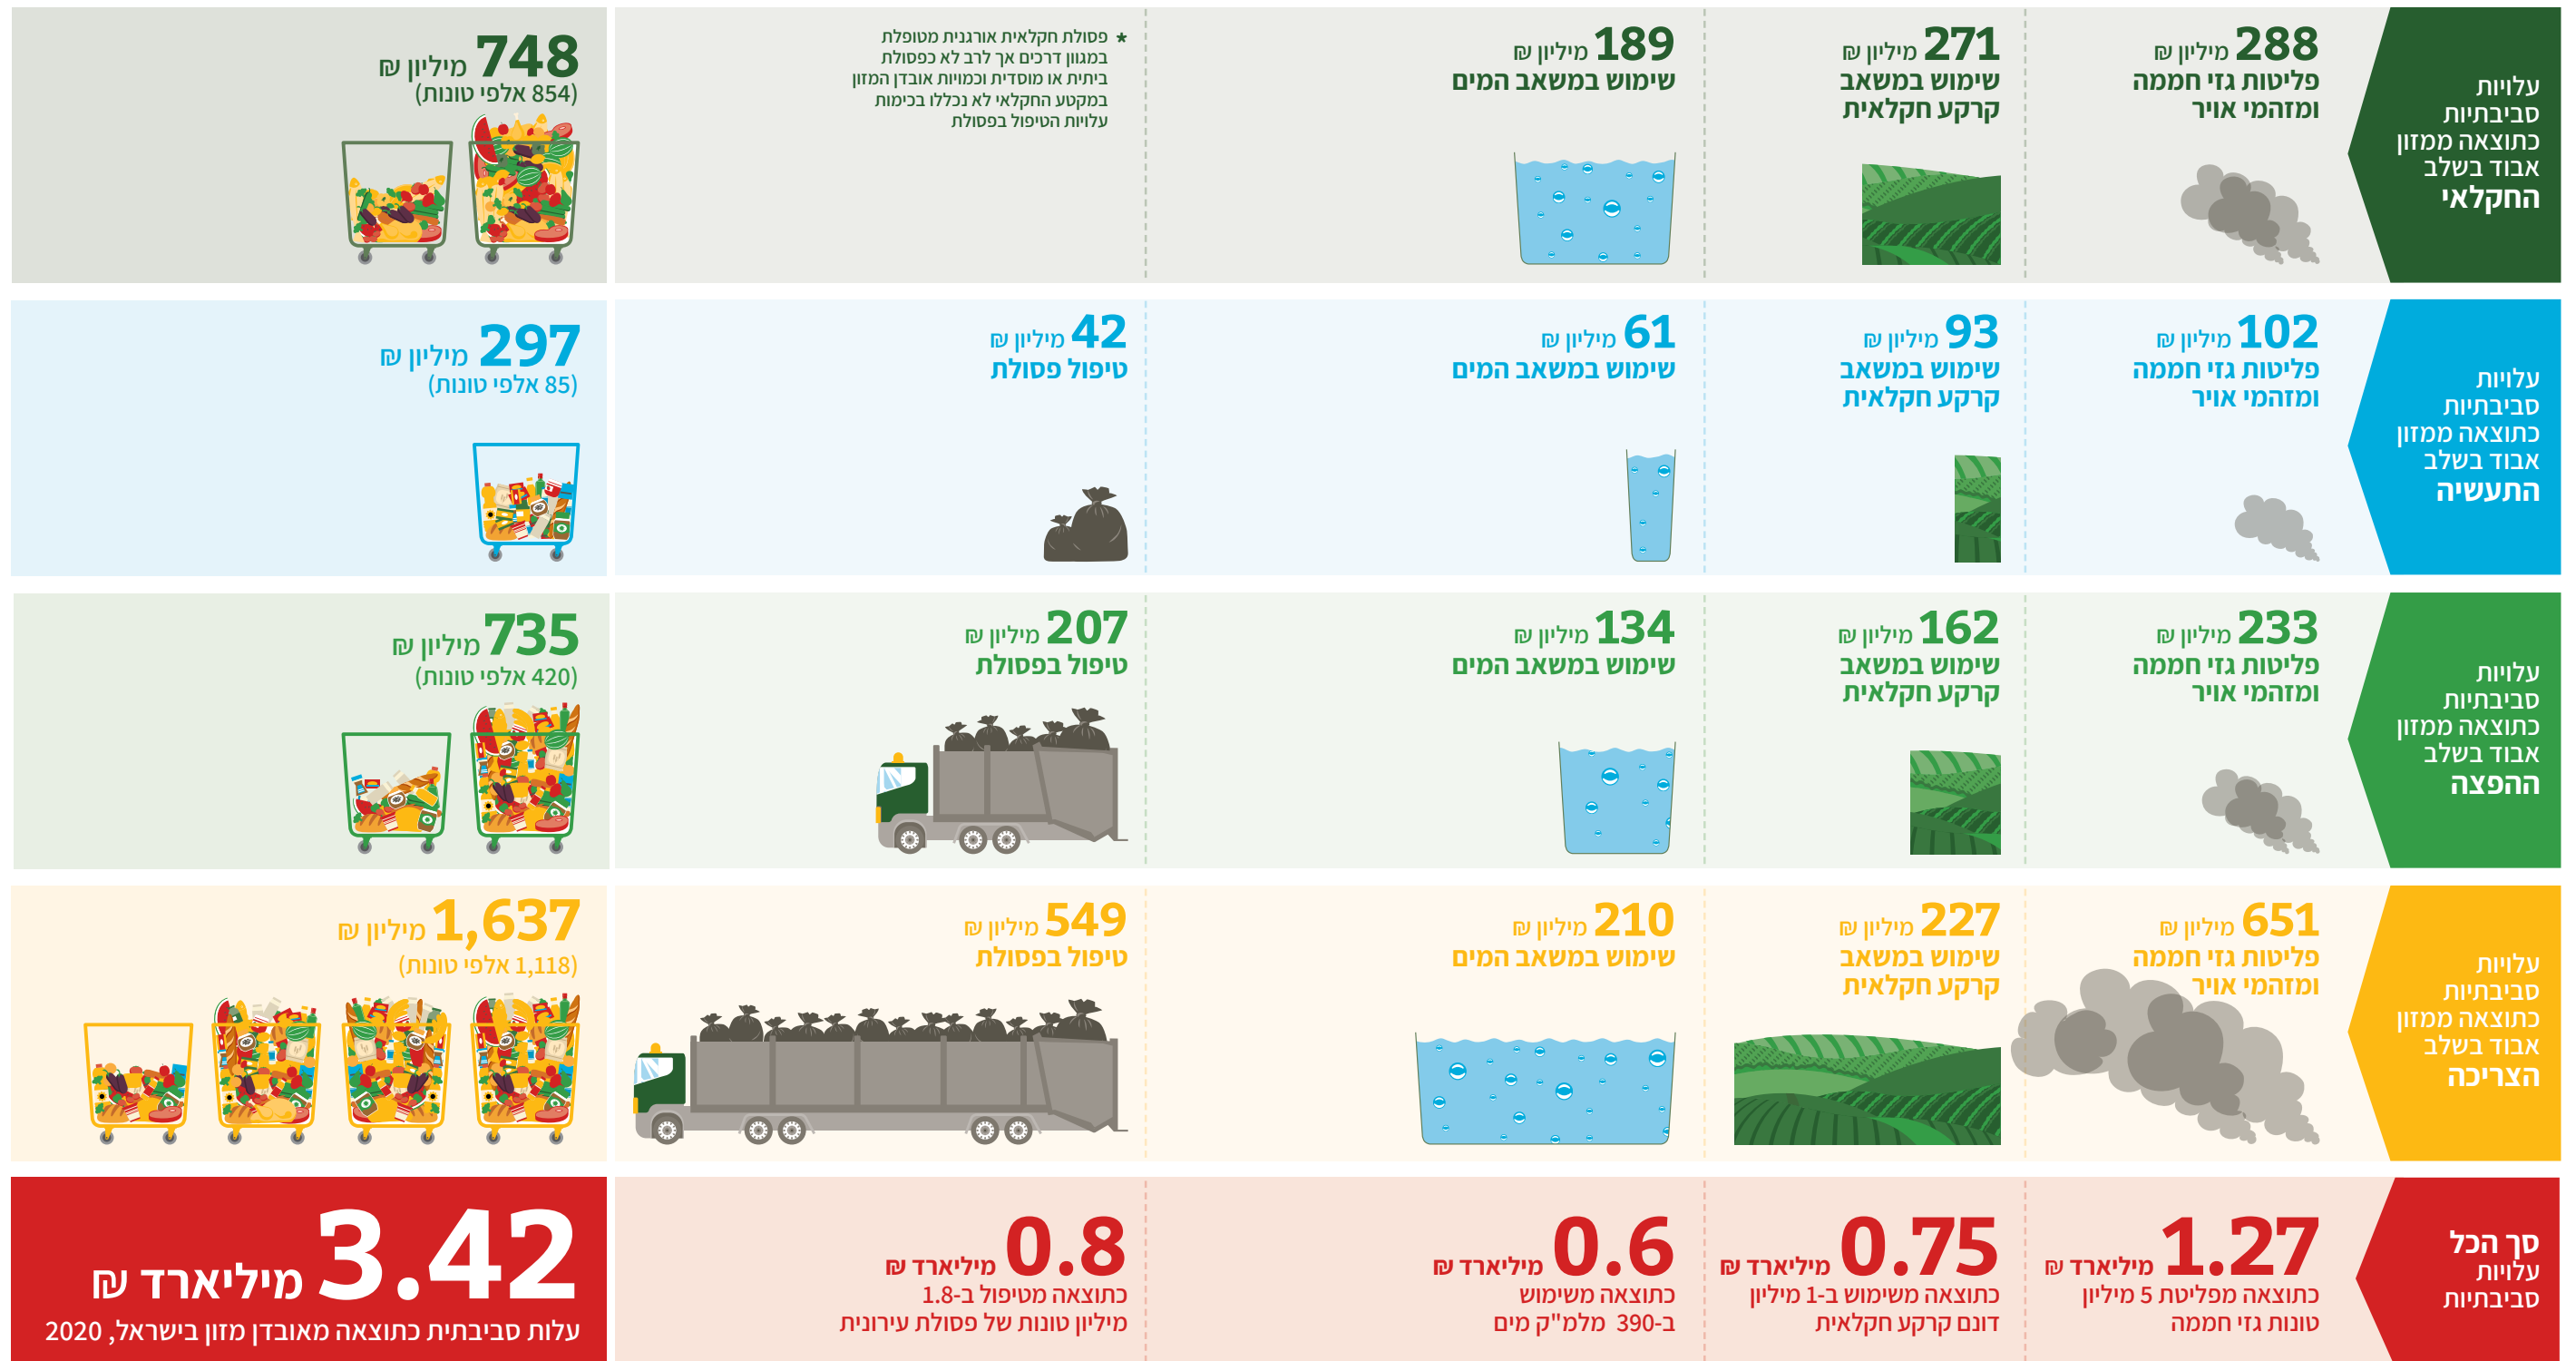 עלויות
סביבתיות
כתוצאה ממזון
אבוד בשלב
החקלאי
288 מיליון ₪
פליטות גזי חממה
ומזהמי אויר
271 מיליון ₪
שימוש במשאב
קרקע חקלאית
189 מיליון ₪
שימוש במשאב המים
* פסולת חקלאית אורגנית מטופלת
במגוון דרכים אך לרב לא כפסולת
ביתית או מוסדית וכמויות אובדן המזון
במקטע החקלאי לא נכללו בכימות
עלויות הטיפול בפסולת
748 מיליון ₪
(854 אלפי טונות)
עלויות
סביבתיות
כתוצאה ממזון
אבוד בשלב
התעשיה
102 מיליון ₪
פליטות גזי חממה
ומזהמי אויר
93 מיליון ₪
שימוש במשאב
קרקע חקלאית
61 מיליון ₪
שימוש במשאב המים
42 מיליון ₪
טיפול פסולת
297 מיליון ₪
(85 אלפי טונות)
עלויות
סביבתיות
כתוצאה ממזון
אבוד בשלב
ההפצה
233 מיליון ₪
פליטות גזי חממה
ומזהמי אויר
162 מיליון ₪
שימוש במשאב
קרקע חקלאית
134 מיליון ₪
שימוש במשאב המים
207 מיליון ₪
טיפול בפסולת
735 מיליון ₪
(420 אלפי טונות)
עלויות
סביבתיות
כתוצאה ממזון
אבוד בשלב
הצריכה
651 מיליון ₪
פליטות גזי חממה
ומזהמי אויר
227 מיליון ₪
שימוש במשאב
קרקע חקלאית
210 מיליון ₪
שימוש במשאב המים
549 מיליון ₪
טיפול בפסולת
1,637 מיליון ₪
(1,118 אלפי טונות)
סך הכל
עלויות
סביבתיות
1.27 מיליארד ₪
כתוצאה מפליטת 5 מיליון
טונות גזי חממה
0.75 מיליארד ₪
כתוצאה משימוש ב-1 מיליון
דונם קרקע חקלאית
0.6 מיליארד ₪
כתוצאה משימוש
ב-390 מלמ"ק מים
0.8 מיליארד ₪
כתוצאה מטיפול ב-1.8
מיליון טונות של פסולת עירונית
3.42 מיליארד ₪
עלות סביבתית כתוצאה מאובדן מזון בישראל, 2020